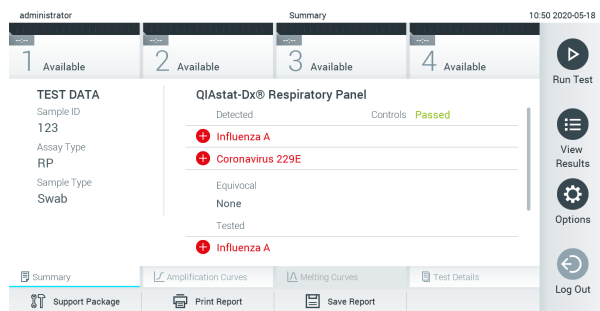 administrator Summary 10:50 2020-05-18
--:-- --:-- --:-- --:--
1 Available 2 Available 3 Available 4 Available
Run Test
TEST DATA
Sample ID
123
Assay Type
RP
Sample Type
Swab
QIAstat-Dx® Respiratory Panel
Detected Controls Passed
Influenza A
Coronavirus 229E
Equivocal
None
Tested
Influenza A
View
Results
Options
Log Out
Summary Amplification Curves Melting Curves Test Details
Support Package Print Report Save Report